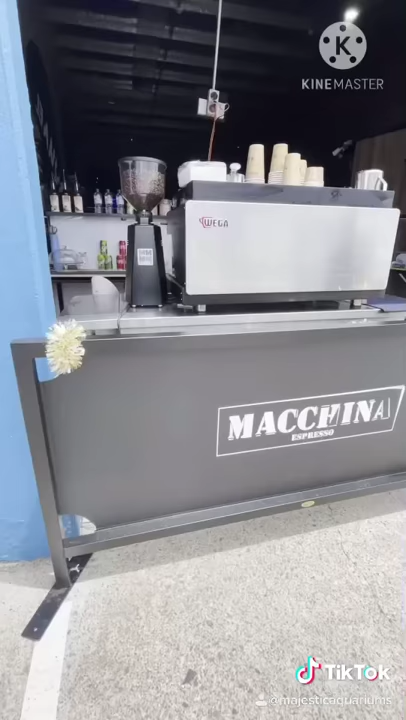 KINEMASTER
WEGA
MACCHINA
ESPRESSO
TikTok
@majesticaquariums